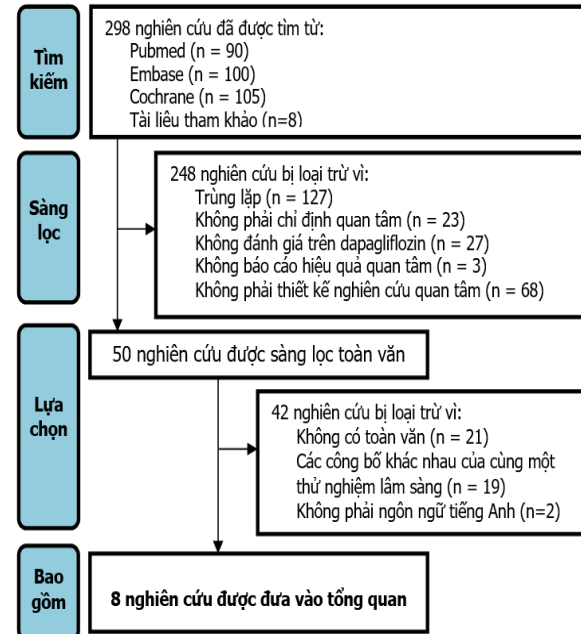 Tìm
kiếm
298 nghiên cứu đã được tìm từ:
Pubmed (n = 90)
Embase (n = 100)
Cochrane (n = 105)
Tài liệu tham khảo (n=8)
Sàng
lọc
248 nghiên cứu bị loại trừ vì:
Trùng lặp (n = 127)
Không phải chỉ định quan tâm (n = 23)
Không đánh giá trên dapagliflozin (n = 27)
Không báo cáo hiệu quả quan tâm (n = 3)
Không phải thiết kế nghiên cứu quan tâm (n = 68)
Lựa
chọn
50 nghiên cứu được sàng lọc toàn văn
42 nghiên cứu bị loại trừ vì:
Không có toàn văn (n = 21)
Các công bố khác nhau của cùng một
thử nghiệm lâm sàng (n = 19)
Không phải ngôn ngữ tiếng Anh (n=2)
Bao
gồm
8 nghiên cứu được đưa vào tổng quan